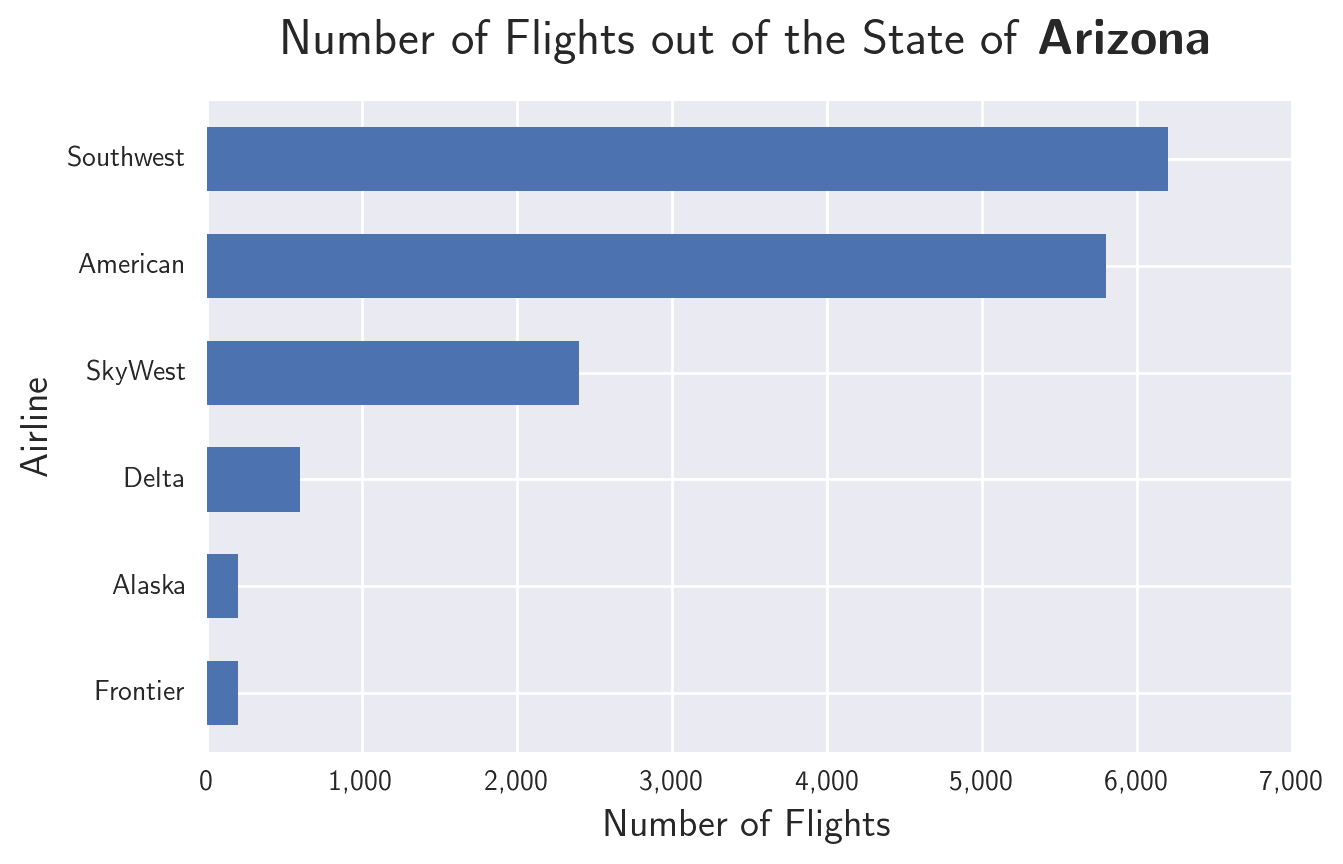 Number of Flights out of the State of Arizona
Southwest
American
SkyWest
Delta
Alaska
Frontier
Airline
0 1,000 2,000 3,000 4,000 5,000 6,000 7,000
Number of Flights